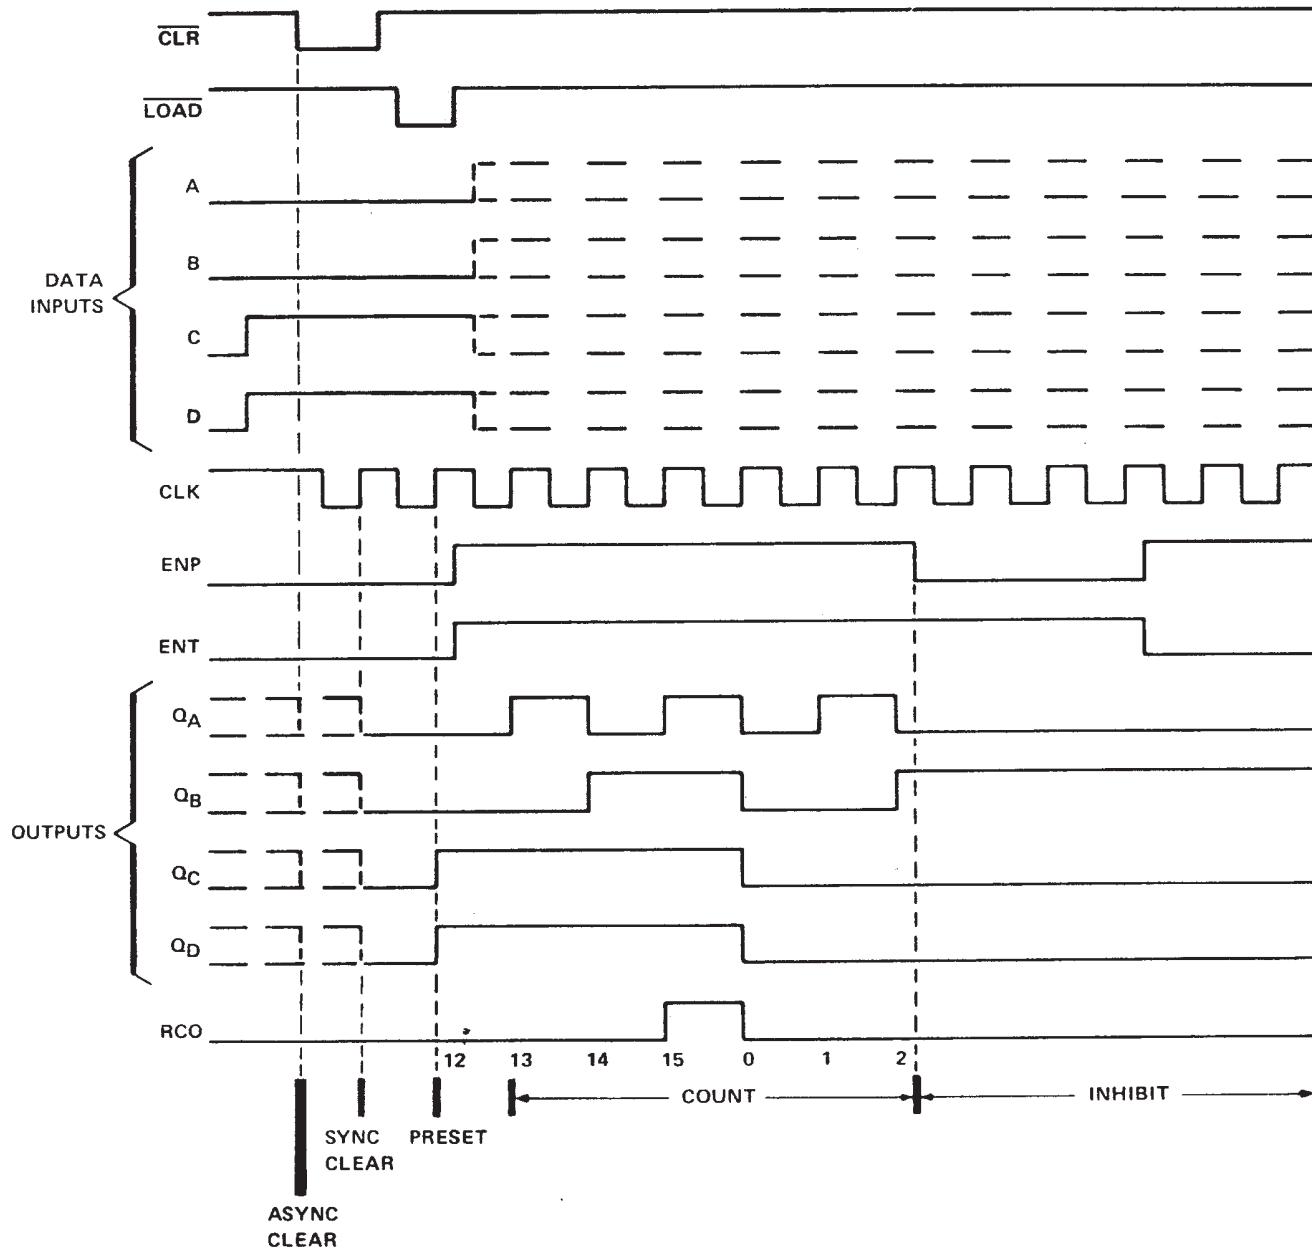 CLR
LOAD
A
B
DATA
INPUTS
C
D
CLK
ENP
ENT
QA
QB
OUTPUTS
QC
QD
RCO
12 13 14 15 0 1 2
COUNT INHIBIT
SYNC
CLEAR
PRESET
ASYNC
CLEAR